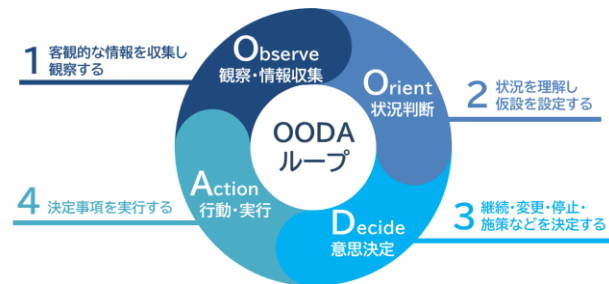 1 客観的な情報を収集し
観察する
Observe
観察・情報収集
Orient
状況判断
2 状況を理解し
仮設を設定する
OODA
ループ
Action
行動・実行
4 決定事項を実行する
Decide
意思決定
3 継続・変更・停止・
施策などを決定する